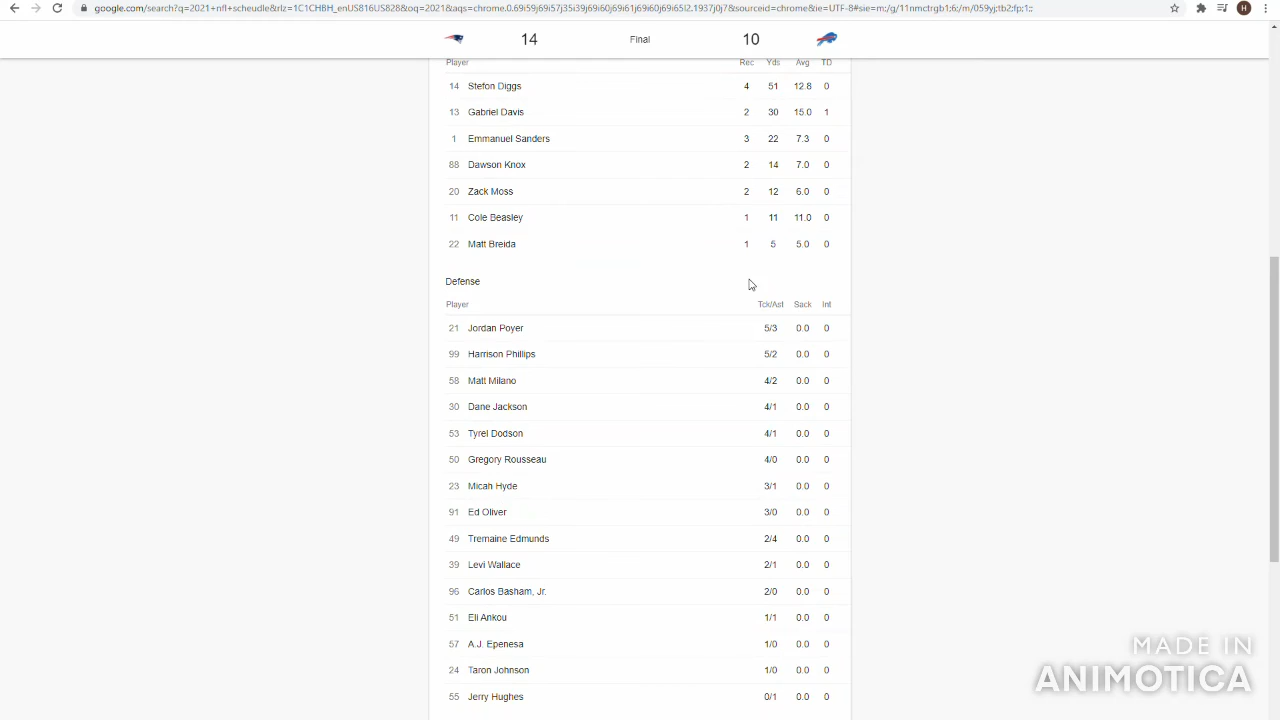 google.com/search?q=2021+nfl+scheudle&rlz=1C1CHBH_enUS816US828&oq=2021&aqs=chrome.0.69i59j69i57j35i39j69i60j69i61j69i60j69i65l2.1937j0j7&sourceid=chrome&ie=UTF-8#sie=m;/g/11nmctrgb1;6;/m/059yj;tb2;fp;1;;
H
14 Final 10
Player Rec Yds Avg TD
14 Stefon Diggs 4 51 12.8 0
13 Gabriel Davis 2 30 15.0 1
1 Emmanuel Sanders 3 22 7.3 0
88 Dawson Knox 2 14 7.0 0
20 Zack Moss 2 12 6.0 0
11 Cole Beasley 1 11 11.0 0
22 Matt Breida 1 5 5.0 0
Defense
Player Tck/Ast Sack Int
21 Jordan Poyer 5/3 0.0 0
99 Harrison Phillips 5/2 0.0 0
58 Matt Milano 4/2 0.0 0
30 Dane Jackson 4/1 0.0 0
53 Tyrel Dodson 4/1 0.0 0
50 Gregory Rousseau 4/0 0.0 0
23 Micah Hyde 3/1 0.0 0
91 Ed Oliver 3/0 0.0 0
49 Tremaine Edmunds 2/4 0.0 0
39 Levi Wallace 2/1 0.0 0
96 Carlos Basham, Jr. 2/0 0.0 0
51 Eli Ankou 1/1 0.0 0
57 A.J. Epenesa 1/0 0.0 0
24 Taron Johnson 1/0 0.0 0
55 Jerry Hughes 0/1 0.0 0
MADE IN
ANIMOTICA